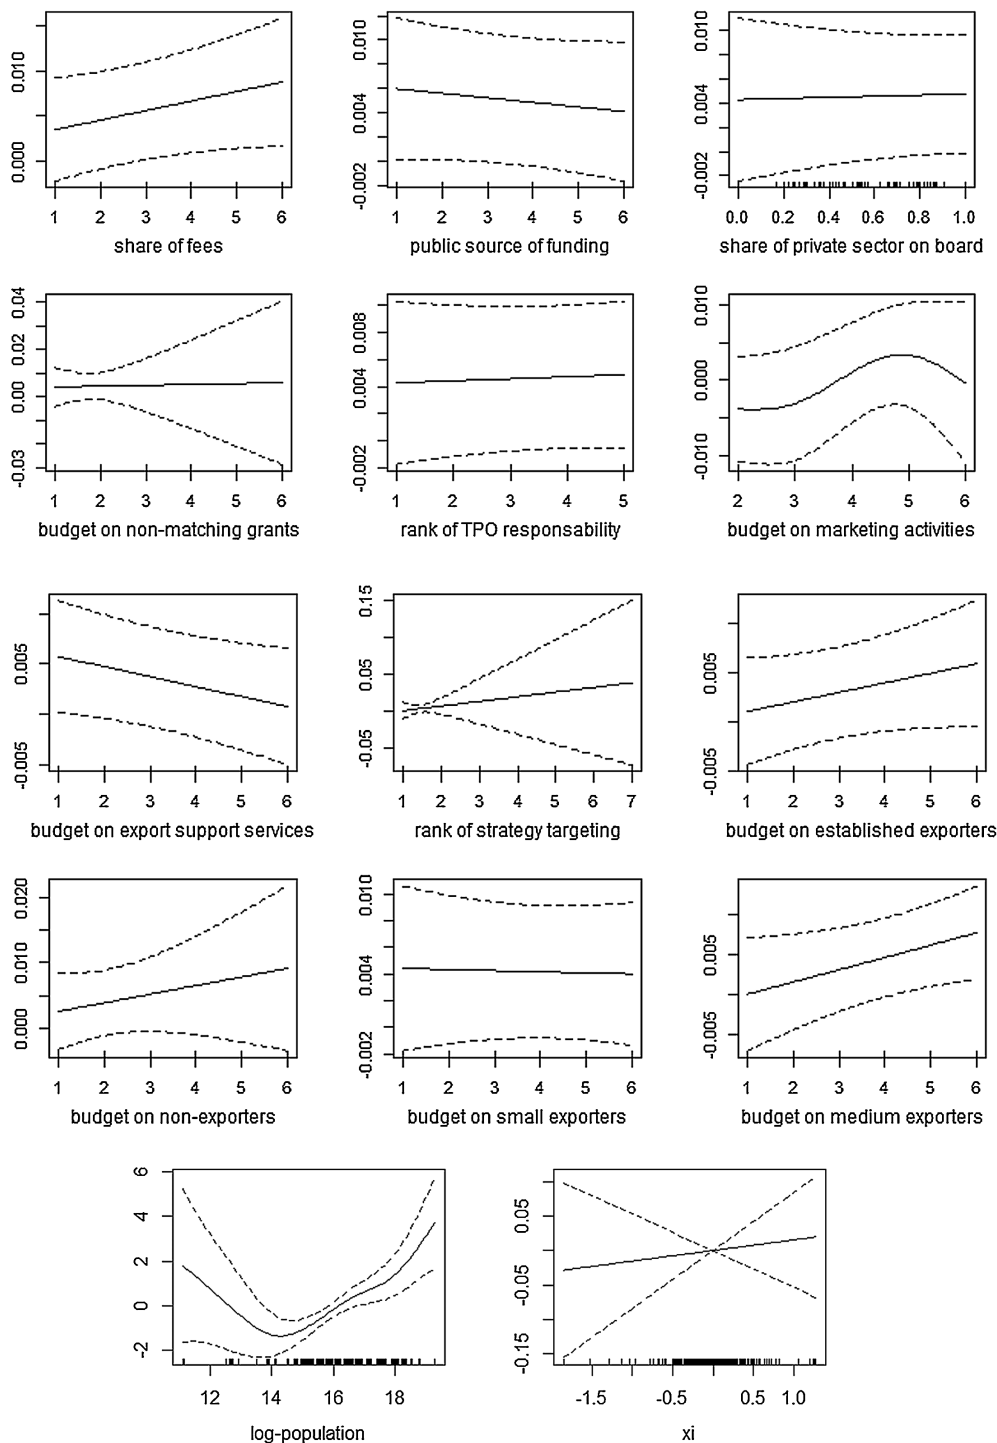 0.010
0.000
1 2 3 4 5 6
share of fees
0.010
0.004
-0.002
1 2 3 4 5 6
public source of funding
0.010
0.004
-0.002
0.0 0.2 0.4 0.6 0.8 1.0
share of private sector on board
0.04
0.02
0.00
-0.03
1 2 3 4 5 6
budget on non-matching grants
0.008
0.004
-0.002
1 2 3 4 5
rank of TPO responsability
0.010
0.000
-0.010
2 3 4 5 6
budget on marketing activities
0.005
-0.005
1 2 3 4 5 6
budget on export support services
0.15
0.05
-0.05
1 2 3 4 5 6 7
rank of strategy targeting
0.005
-0.005
1 2 3 4 5 6
budget on established exporters
0.020
0.010
0.000
1 2 3 4 5 6
budget on non-exporters
0.010
0.004
-0.002
1 2 3 4 5 6
budget on small exporters
0.005
-0.005
1 2 3 4 5 6
budget on medium exporters
6
4
2
0
-2
12 14 16 18
log-population
0.05
-0.05
-0.15
-1.5 -0.5 0.5 1.0
xi